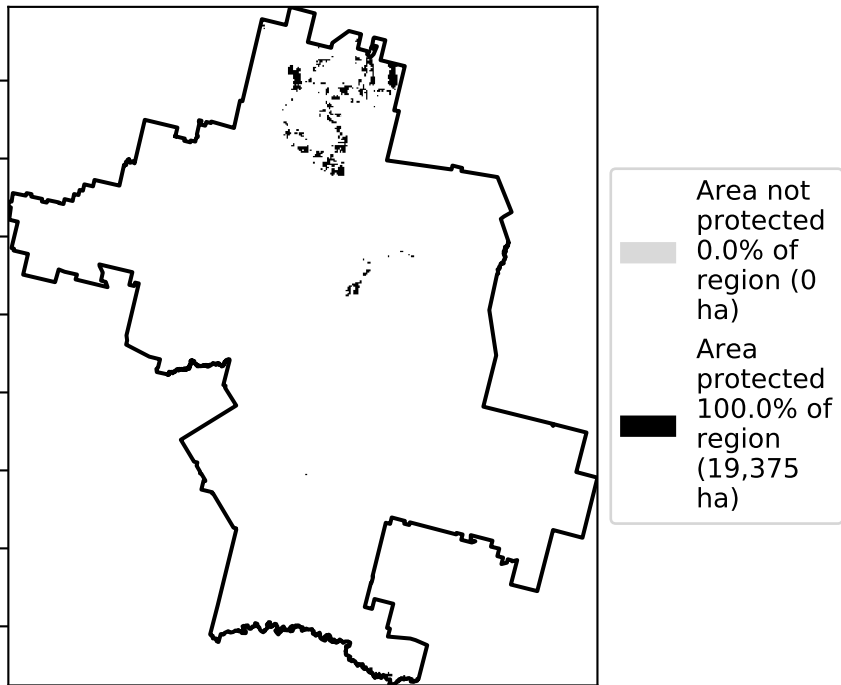 Area not
protected
0.0% of
region (0
ha)
Area
protected
100.0% of
region
(19,375
ha)